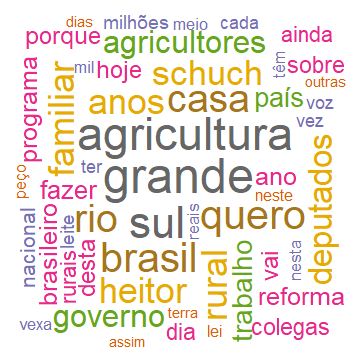 dias milhões meio cada
porque agricultores ainda
mil hoje schuch têm sobre
outras
programa familiar anos casa país voz
vez
agricultura
ter
peço grande ano
fazer neste
rio sul reais quero deputados
nacional brasileiro rurais leite desta
brasil rural trabalho vai nesta
heitor reforma
vexa governo terra
dia lei colegas
assim